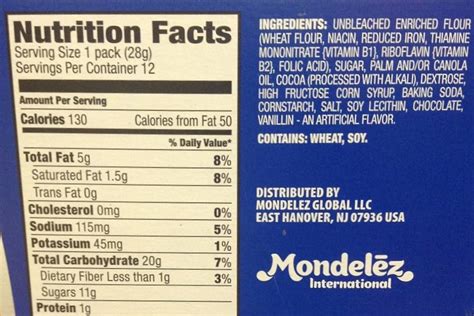 Nutrition Facts
Serving Size 1 pack (28g)
Servings Per Container 12
Amount Per Serving
Calories 130 Calories from Fat 50
% Daily Value*
Total Fat 5g 8%
Saturated Fat 1.5g 8%
Trans Fat 0g
Cholesterol 0mg 0%
Sodium 115mg 5%
Potassium 45mg 1%
Total Carbohydrate 20g 7%
Dietary Fiber Less than 1g 3%
Sugars 11g
Protein 1g
INGREDIENTS: UNBLEACHED ENRICHED FLOUR
(WHEAT FLOUR, NIACIN, REDUCED IRON, THIAMINE
MONONITRATE {VITAMIN B1}, RIBOFLAVIN {VITAMIN
B2}, FOLIC ACID), SUGAR, PALM AND/OR CANOLA
OIL, COCOA (PROCESSED WITH ALKALI), DEXTROSE,
HIGH FRUCTOSE CORN SYRUP, BAKING SODA,
CORNSTARCH, SALT, SOY LECITHIN, CHOCOLATE,
VANILLIN - AN ARTIFICIAL FLAVOR.
CONTAINS: WHEAT, SOY.
DISTRIBUTED BY
MONDELEZ GLOBAL LLC
EAST HANOVER, NJ 07936 USA
Mondelēz
International